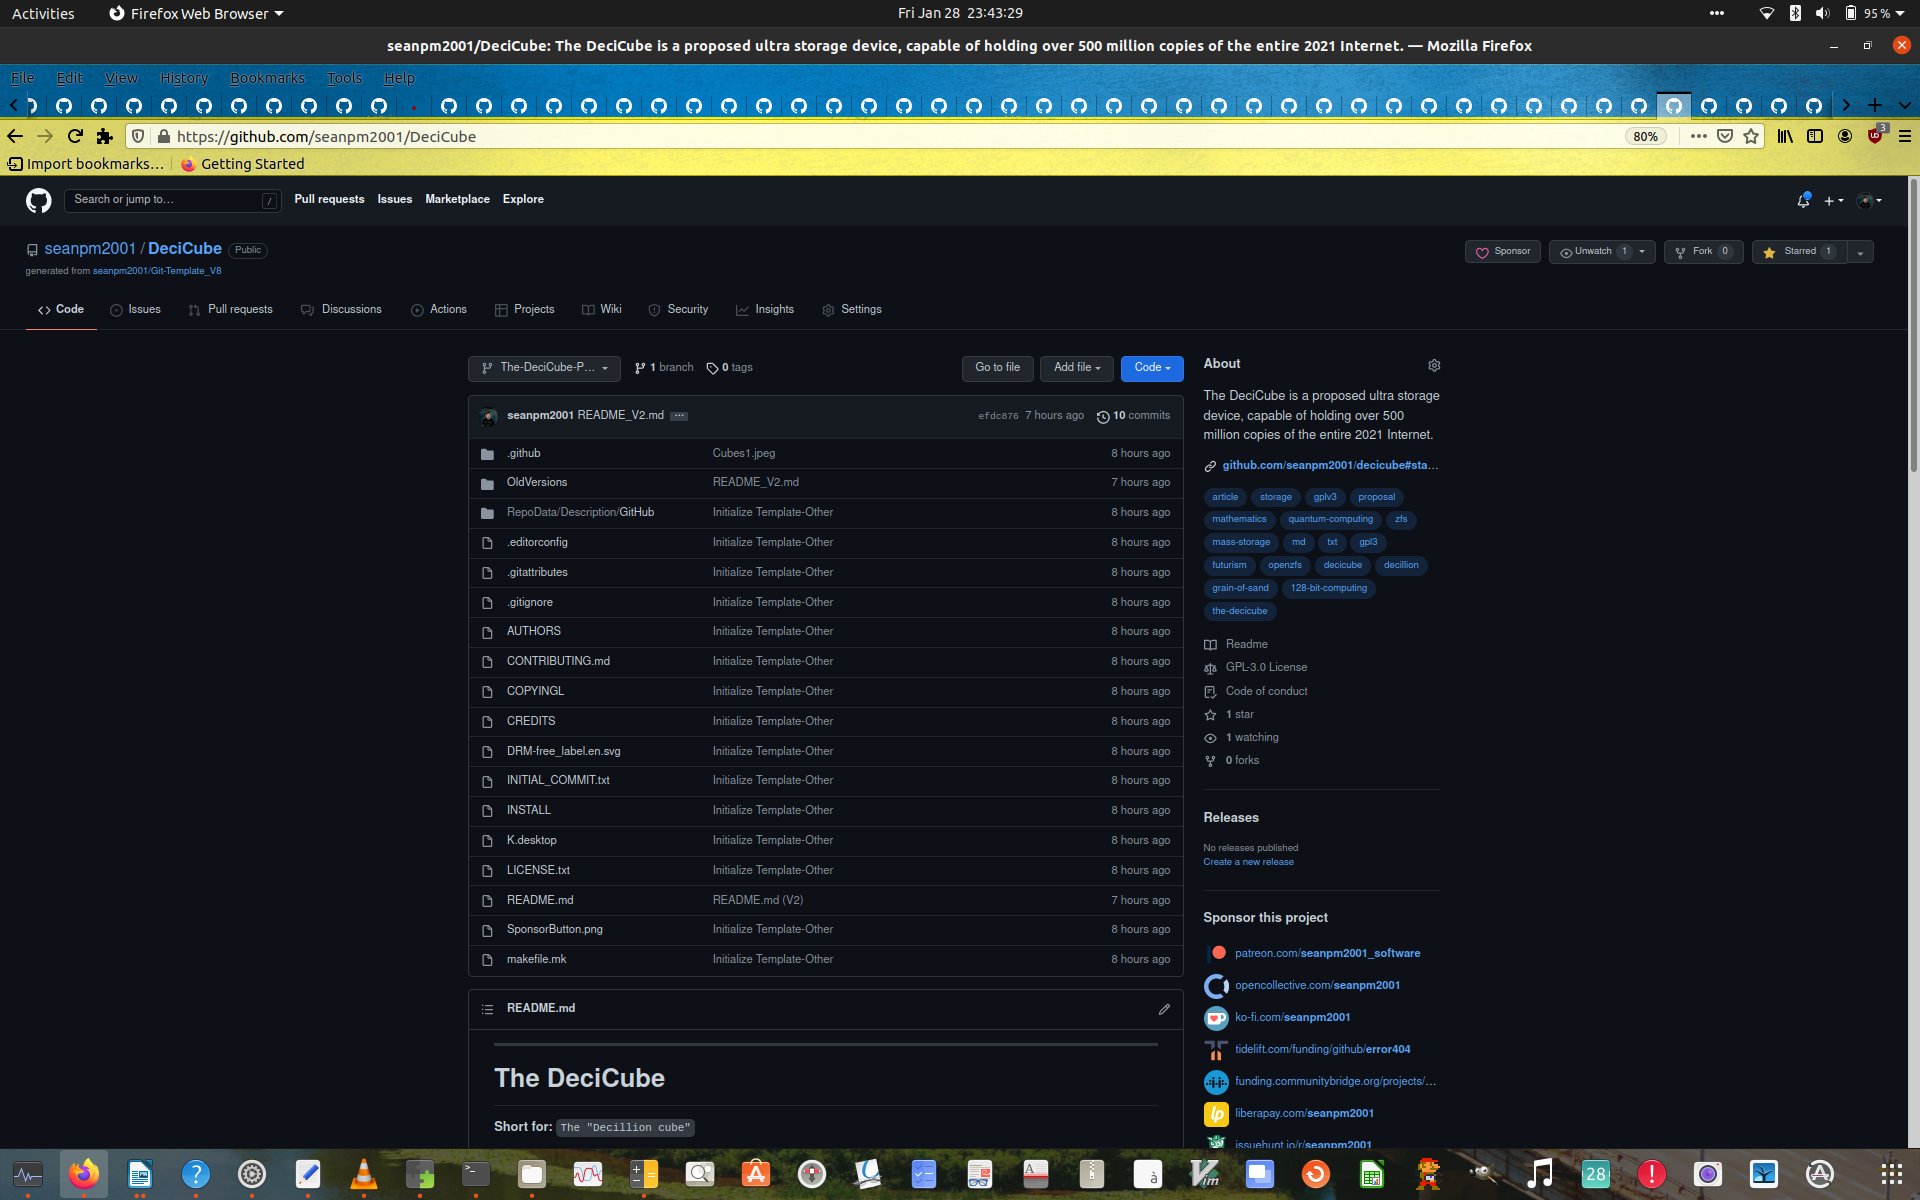 Activities Firefox Web Browser Fri Jan 28 23:43:29 95 %
seanpm2001/DeciCube: The DeciCube is a proposed ultra storage device, capable of holding over 500 million copies of the entire 2021 Internet. — Mozilla Firefox
File Edit View History Bookmarks Tools Help
https://github.com/seanpm2001/DeciCube 80% 3
Import bookmarks… Getting Started
Search or jump to… / Pull requests Issues Marketplace Explore
seanpm2001 / DeciCube Public Sponsor Unwatch 1 Fork 0 Starred 1
generated from seanpm2001/Git-Template_V8
Code Issues Pull requests Discussions Actions Projects Wiki Security Insights Settings
The-DeciCube-P… 1 branch 0 tags Go to file Add file Code
seanpm2001 README_V2.md efdc876 7 hours ago 10 commits
.github Cubes1.jpeg 8 hours ago
OldVersions README_V2.md 7 hours ago
RepoData/Description/GitHub Initialize Template-Other 8 hours ago
.editorconfig Initialize Template-Other 8 hours ago
.gitattributes Initialize Template-Other 8 hours ago
.gitignore Initialize Template-Other 8 hours ago
AUTHORS Initialize Template-Other 8 hours ago
CONTRIBUTING.md Initialize Template-Other 8 hours ago
COPYINGL Initialize Template-Other 8 hours ago
CREDITS Initialize Template-Other 8 hours ago
DRM-free_label.en.svg Initialize Template-Other 8 hours ago
INITIAL_COMMIT.txt Initialize Template-Other 8 hours ago
INSTALL Initialize Template-Other 8 hours ago
K.desktop Initialize Template-Other 8 hours ago
LICENSE.txt Initialize Template-Other 8 hours ago
README.md README.md (V2) 7 hours ago
SponsorButton.png Initialize Template-Other 8 hours ago
makefile.mk Initialize Template-Other 8 hours ago
README.md
The DeciCube
Short for: The "Decillion cube"
About
The DeciCube is a proposed ultra storage
device, capable of holding over 500
million copies of the entire 2021 Internet.
github.com/seanpm2001/decicube#sta…
article storage gplv3 proposal
mathematics quantum-computing zfs
mass-storage md txt gpl3
futurism openzfs decicube decillion
grain-of-sand 128-bit-computing
the-decicube
Readme
GPL-3.0 License
Code of conduct
1 star
1 watching
0 forks
Releases
No releases published
Create a new release
Sponsor this project
patreon.com/seanpm2001_software
opencollective.com/seanpm2001
ko-fi.com/seanpm2001
tidelift.com/funding/github/error404
funding.communitybridge.org/projects/…
liberapay.com/seanpm2001
issuehunt.io/r/seanpm2001
28